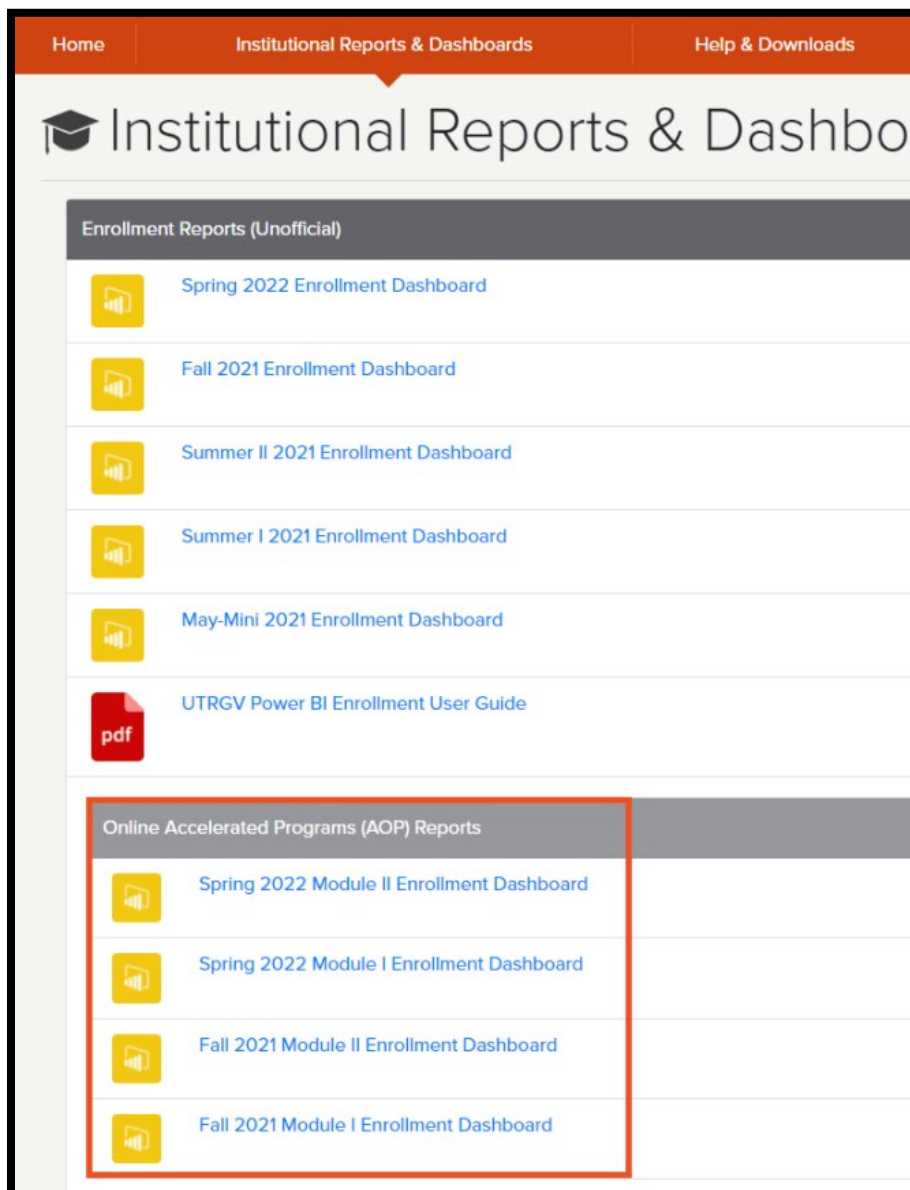 Home Institutional Reports & Dashboards Help & Downloads
Institutional Reports & Dashbo
Enrollment Reports (Unofficial)
Spring 2022 Enrollment Dashboard
Fall 2021 Enrollment Dashboard
Summer II 2021 Enrollment Dashboard
Summer I 2021 Enrollment Dashboard
May-Mini 2021 Enrollment Dashboard
UTRGV Power BI Enrollment User Guide
pdf
Online Accelerated Programs (AOP) Reports
Spring 2022 Module II Enrollment Dashboard
Spring 2022 Module I Enrollment Dashboard
Fall 2021 Module II Enrollment Dashboard
Fall 2021 Module I Enrollment Dashboard